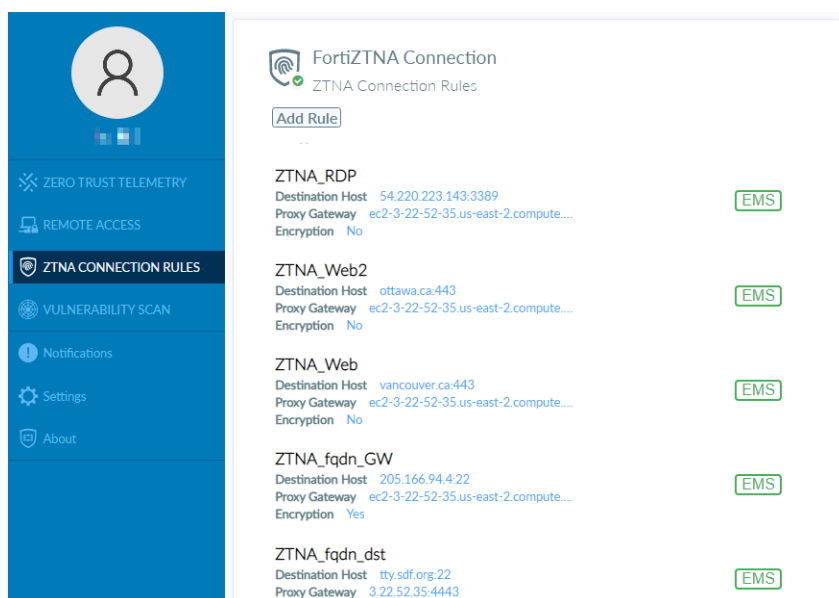 FortiZTNA Connection
ZTNA Connection Rules
Add Rule
ZERO TRUST TELEMETRY
REMOTE ACCESS
ZTNA CONNECTION RULES
VULNERABILITY SCAN
Notifications
Settings
About
ZTNA_RDP
Destination Host 54.220.223.143:3389
Proxy Gateway ec2-3-22-52-35.us-east-2.compute....
Encryption No
EMS
ZTNA_Web2
Destination Host ottawa.ca:443
Proxy Gateway ec2-3-22-52-35.us-east-2.compute....
Encryption No
EMS
ZTNA_Web
Destination Host vancouver.ca:443
Proxy Gateway ec2-3-22-52-35.us-east-2.compute....
Encryption No
EMS
ZTNA_fqdn_GW
Destination Host 205.166.94.4:22
Proxy Gateway ec2-3-22-52-35.us-east-2.compute....
Encryption Yes
EMS
ZTNA_fqdn_dst
Destination Host tty.sdf.org:22
Proxy Gateway 3.22.52.35:4443
EMS